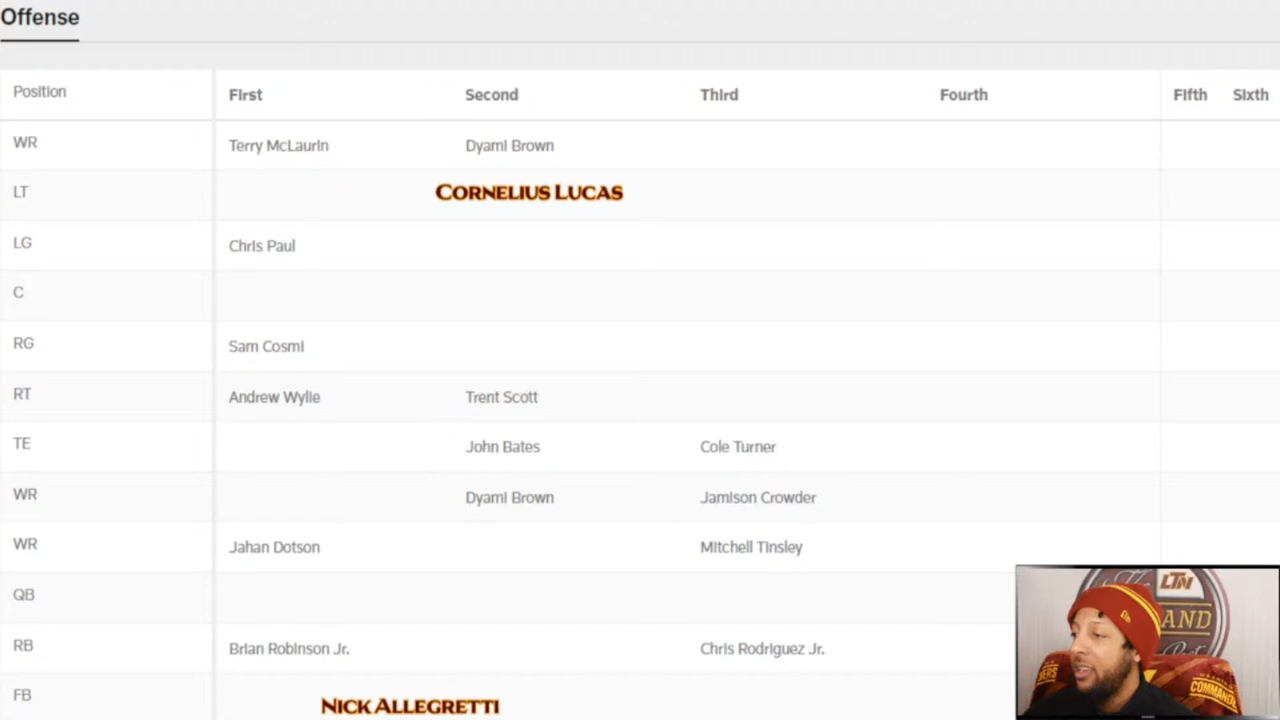 Offense
Position First Second Third Fourth Fifth Sixth
WR Terry McLaurin Dyami Brown
LT CORNELIUS LUCAS
LG Chris Paul
C
RG Sam Cosmi
RT Andrew Wylie Trent Scott
TE John Bates Cole Turner
WR Dyami Brown Jamison Crowder
WR Jahan Dotson Mitchell Tinsley
QB
RB Brian Robinson Jr. Chris Rodriguez Jr.
FB NICK ALLEGRETTI
LTN
AND